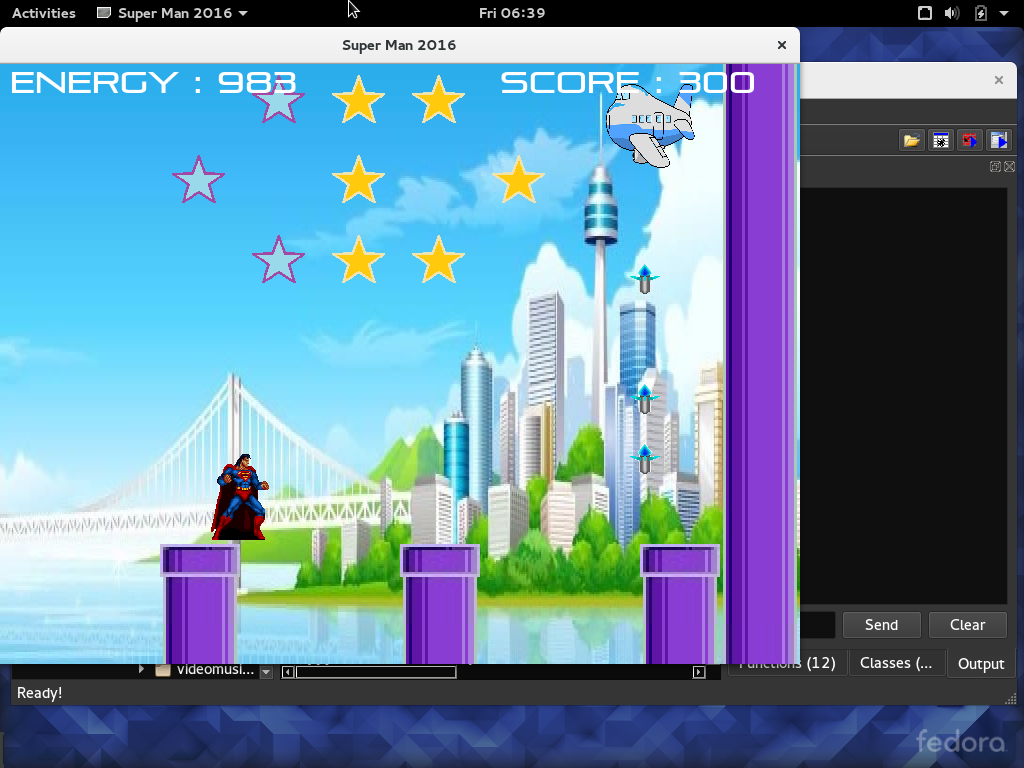 Activities
Super Man 2016
Fri 06:39
Super Man 2016
ENERGY : 983
SCORE : 300
Send
Clear
videomusi...
Functions (12)
Classes (...
Output
Ready!
fedora